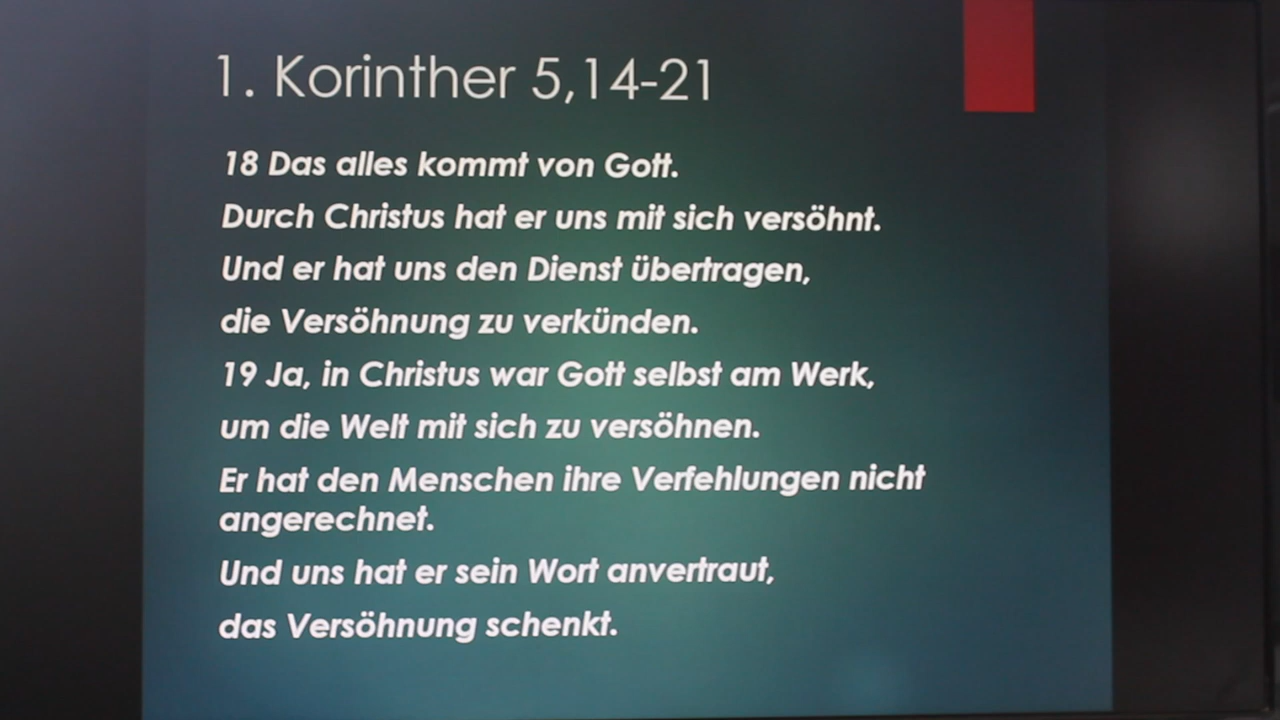 1. Korinther 5,14-21
18 Das alles kommt von Gott.
Durch Christus hat er uns mit sich versöhnt.
Und er hat uns den Dienst übertragen,
die Versöhnung zu verkünden.
19 Ja, in Christus war Gott selbst am Werk,
um die Welt mit sich zu versöhnen.
Er hat den Menschen ihre Verfehlungen nicht
angerechnet.
Und uns hat er sein Wort anvertraut,
das Versöhnung schenkt.